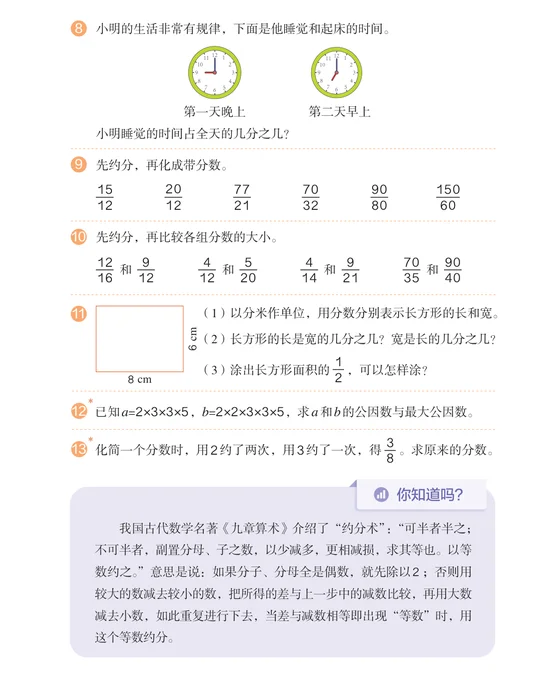 8 小明的生活非常有规律，下面是他睡觉和起床的时间。
第一天晚上 第二天早上
小明睡觉的时间占全天的几分之几？
9 先约分，再化成带分数。
15/12 20/12 77/21 70/32 90/80 150/60
10 先约分，再比较各组分数的大小。
12/16 和 9/12 4/12 和 5/20 4/14 和 9/21 70/35 和 90/40
11 （1）以分米作单位，用分数分别表示长方形的长和宽。
（2）长方形的长是宽的几分之几？宽是长的几分之几？
（3）涂出长方形面积的 1/2，可以怎样涂？
6 cm
8 cm
12* 已知a=2×3×3×5，b=2×2×3×3×5，求a和b的公因数与最大公因数。
13* 化简一个分数时，用2约了两次，用3约了一次，得 3/8 。求原来的分数。
你知道吗？
我国古代数学名著《九章算术》介绍了“约分术”：“可半者半之；
不可半者，副置分母、子之数，以少减多，更相减损，求其等也。以等
数约之。”意思是说：如果分子、分母全是偶数，就先除以2；否则用
较大的数减去较小的数，把所得的差与上一步中的减数比较，再用大数
减去小数，如此重复进行下去，当差与减数相等即出现“等数”时，用
这个等数约分。